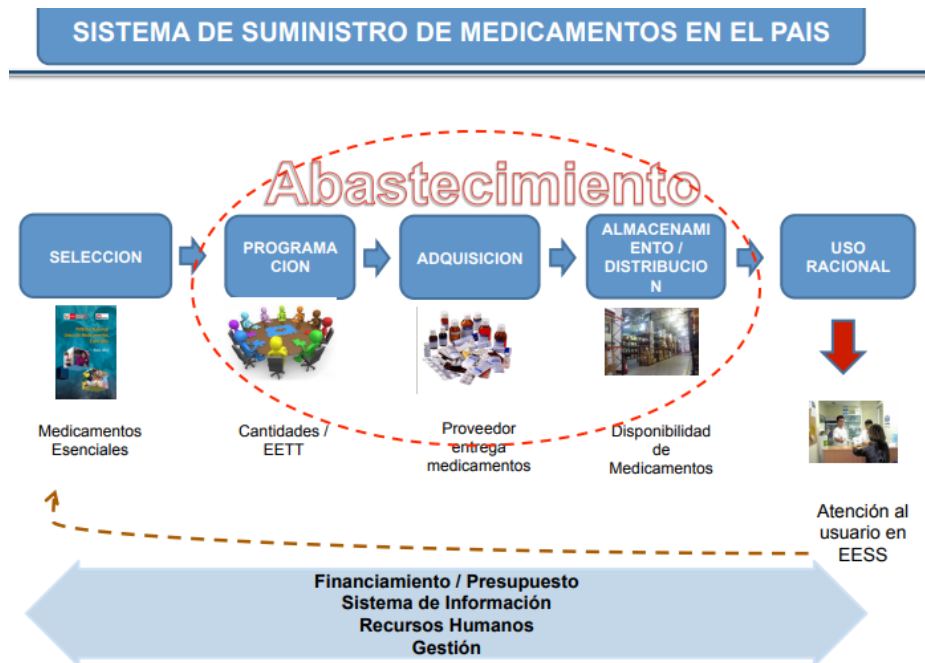 SISTEMA DE SUMINISTRO DE MEDICAMENTOS EN EL PAIS
Abastecimiento
SELECCION
PROGRAMA
CION
ADQUISICION
ALMACENAMI
ENTO /
DISTRIBUCIO
N
USO
RACIONAL
Medicamentos
Esenciales
Cantidades /
EETT
Proveedor
entrega
medicamentos
Disponibilidad
de
Medicamentos
Atención al
usuario en
EESS
Financiamiento / Presupuesto
Sistema de Información
Recursos Humanos
Gestión